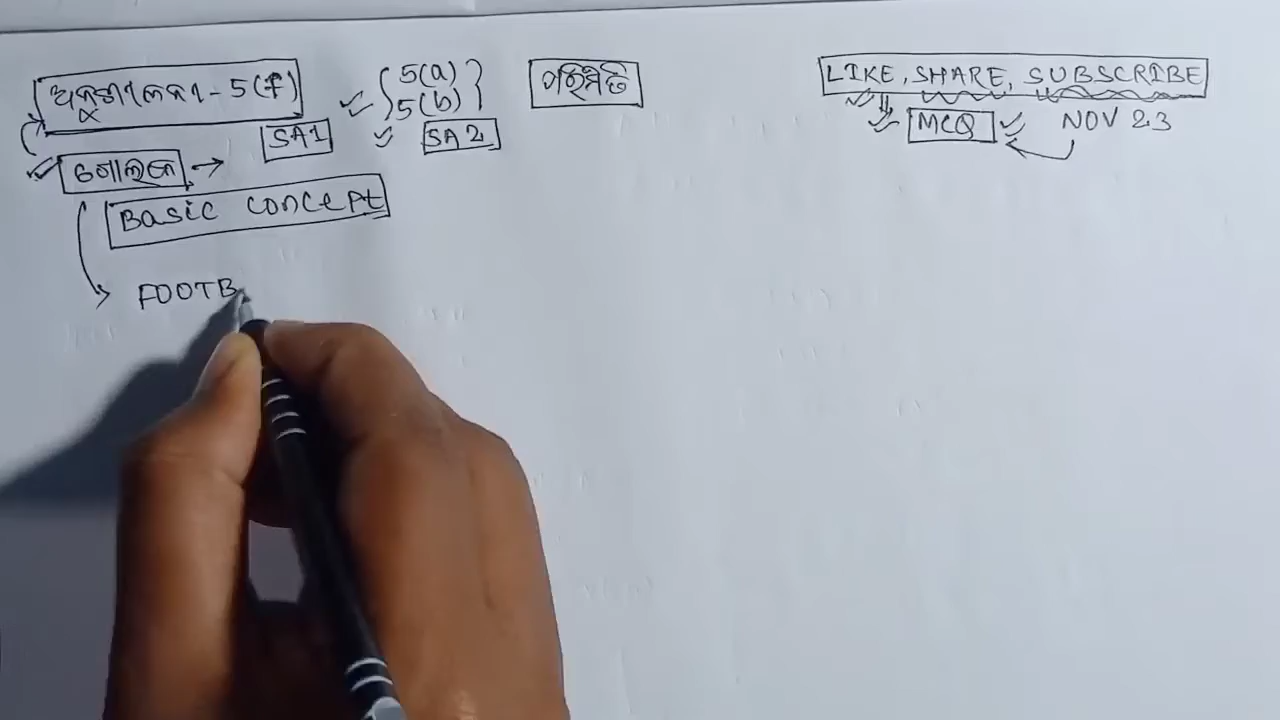 ଅନୁଶୀଳନୀ - 5(f) 5(a) ପରିମିତି LIKE, SHARE, SUBSCRIBE
5(b)
SA1 SA2 MCQ NOV 23
ଗୋଲକ →
Basic concept
FOOTB